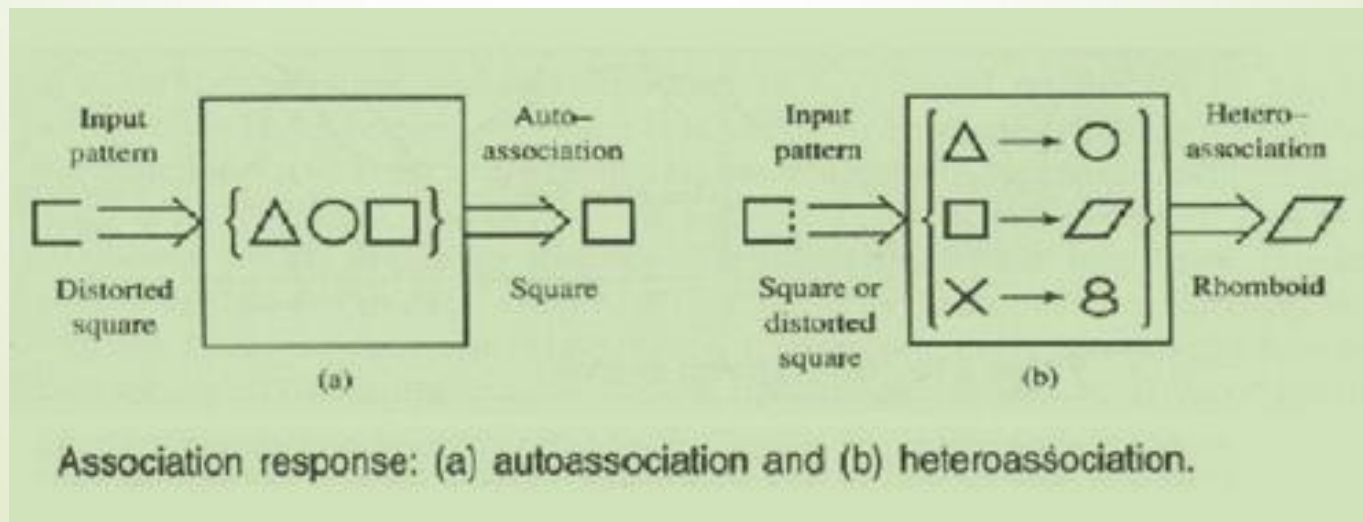 Input
pattern
Distorted
square
Auto–
association
Square
(a)
Input
pattern
Square or
distorted
square
8
Hetero–
association
Rhomboid
(b)
Association response: (a) autoassociation and (b) heteroassociation.